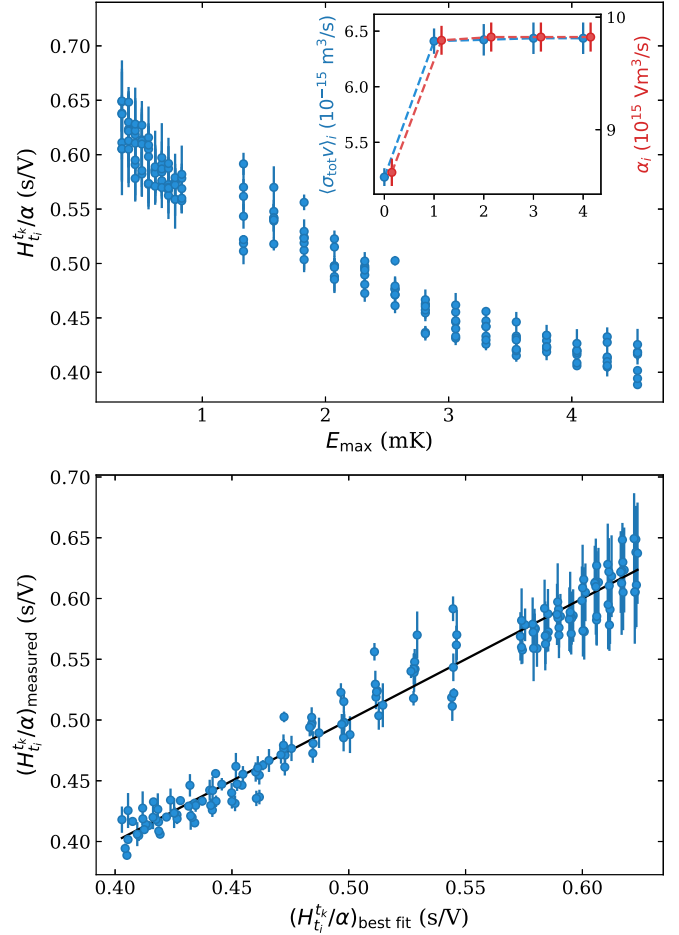 0.70
0.65
0.60
0.55
0.50
0.45
0.40
H_{t_i}^{t_k}/α (s/V)
1 2 3 4
E_max (mK)
6.5
5.5
⟨σ_tot v⟩_i (10^{−15} m^3/s)
10
9
α_i (10^{15} Vm^3/s)
0 1 2 3 4
0.70
0.65
0.60
0.55
0.50
0.45
0.40
(H_{t_i}^{t_k}/α)_measured (s/V)
0.40 0.45 0.50 0.55 0.60
(H_{t_i}^{t_k}/α)_best fit (s/V)